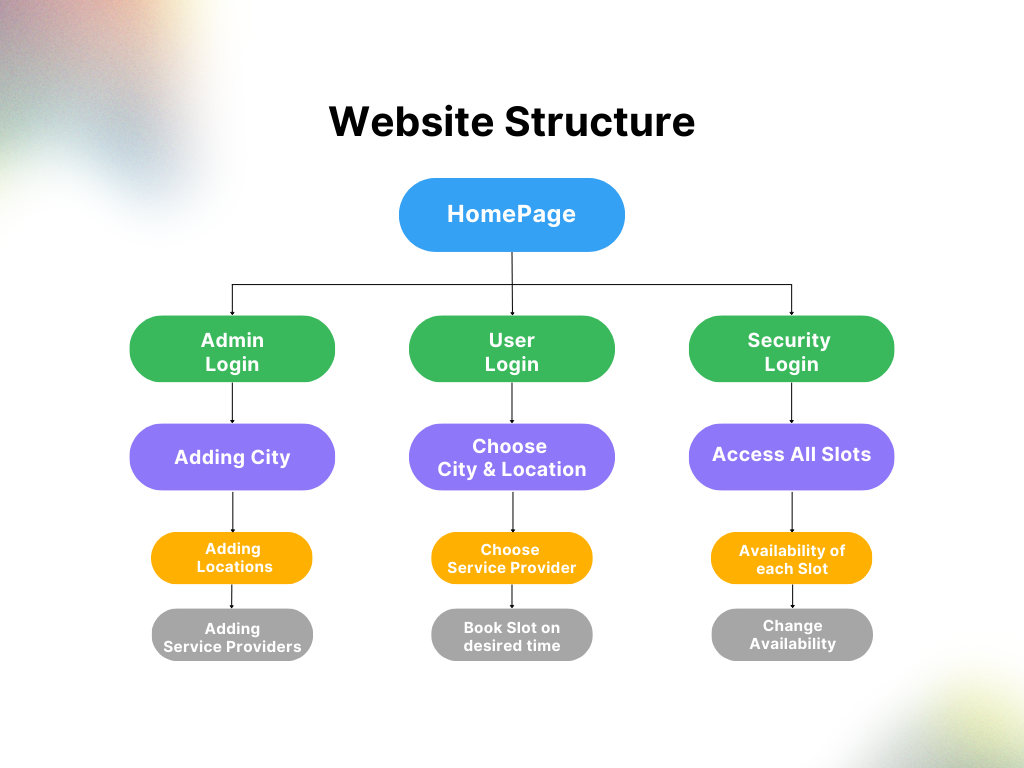 Website Structure
HomePage
Admin
Login
User
Login
Security
Login
Adding City
Choose
City & Location
Access All Slots
Adding
Locations
Choose
Service Provider
Availability of
each Slot
Adding
Service Providers
Book Slot on
desired time
Change
Availability